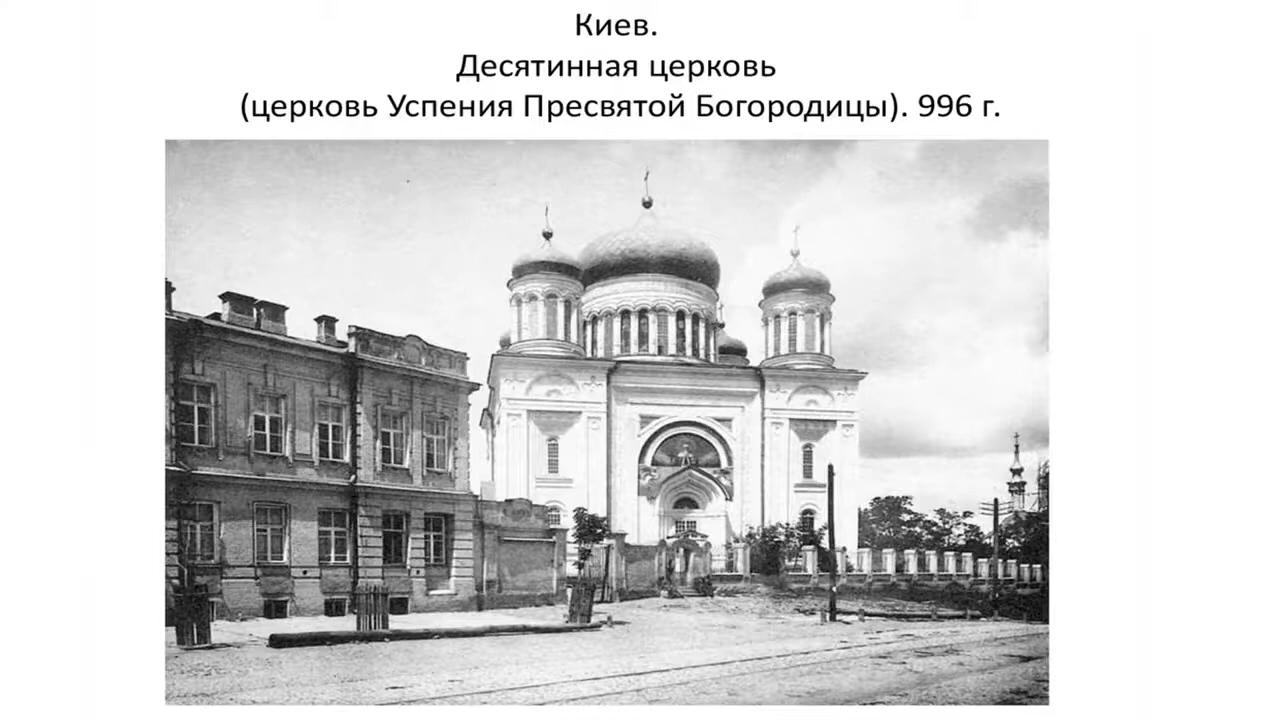 Киев.
Десятинная церковь
(церковь Успения Пресвятой Богородицы). 996 г.